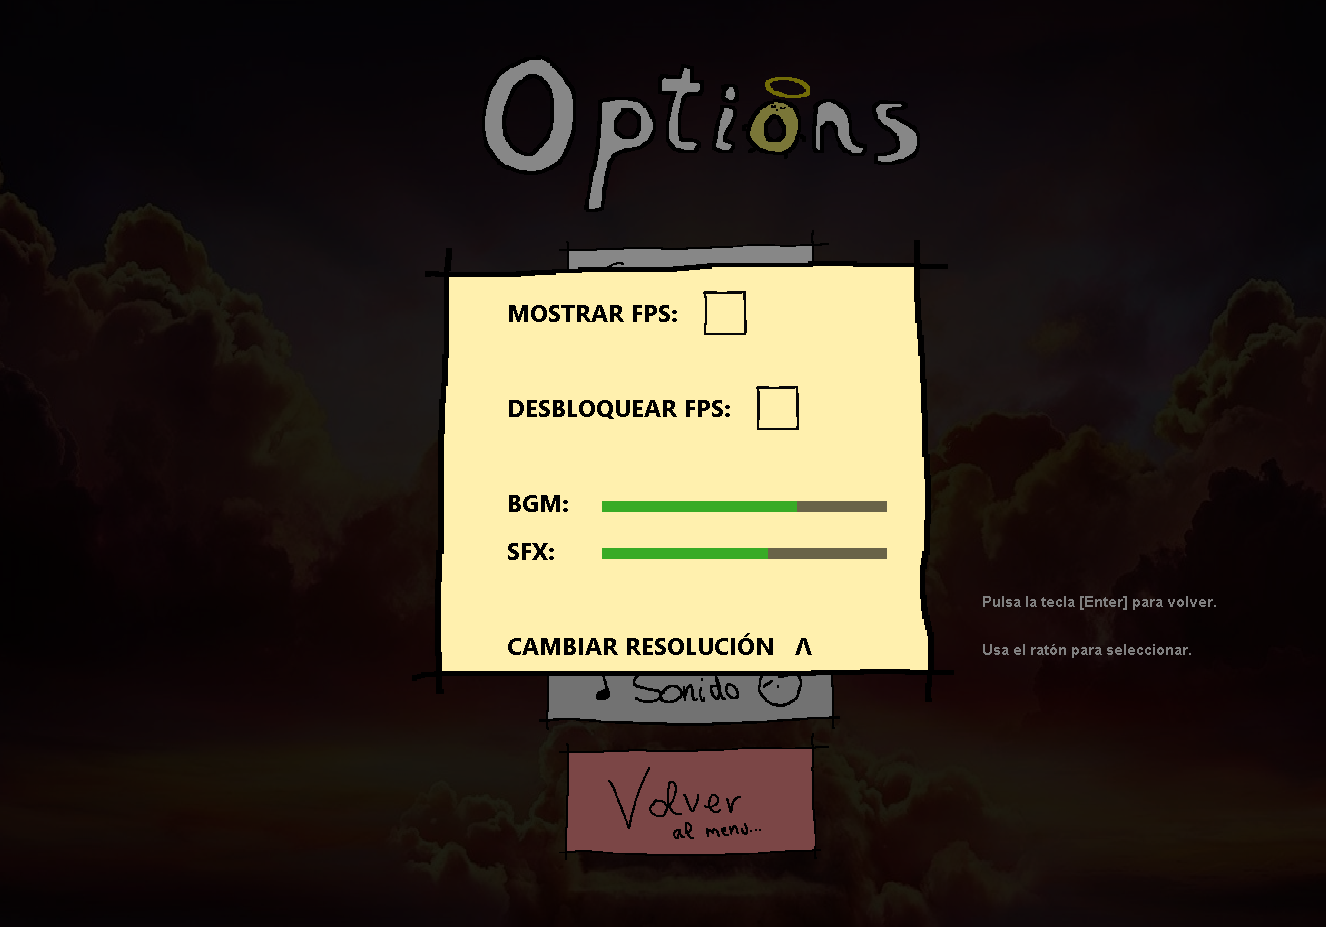 Options
MOSTRAR FPS:
DESBLOQUEAR FPS:
BGM:
SFX:
CAMBIAR RESOLUCIÓN Λ
Pulsa la tecla [Enter] para volver.
Usa el ratón para seleccionar.
Sonido
Volver
al menu...